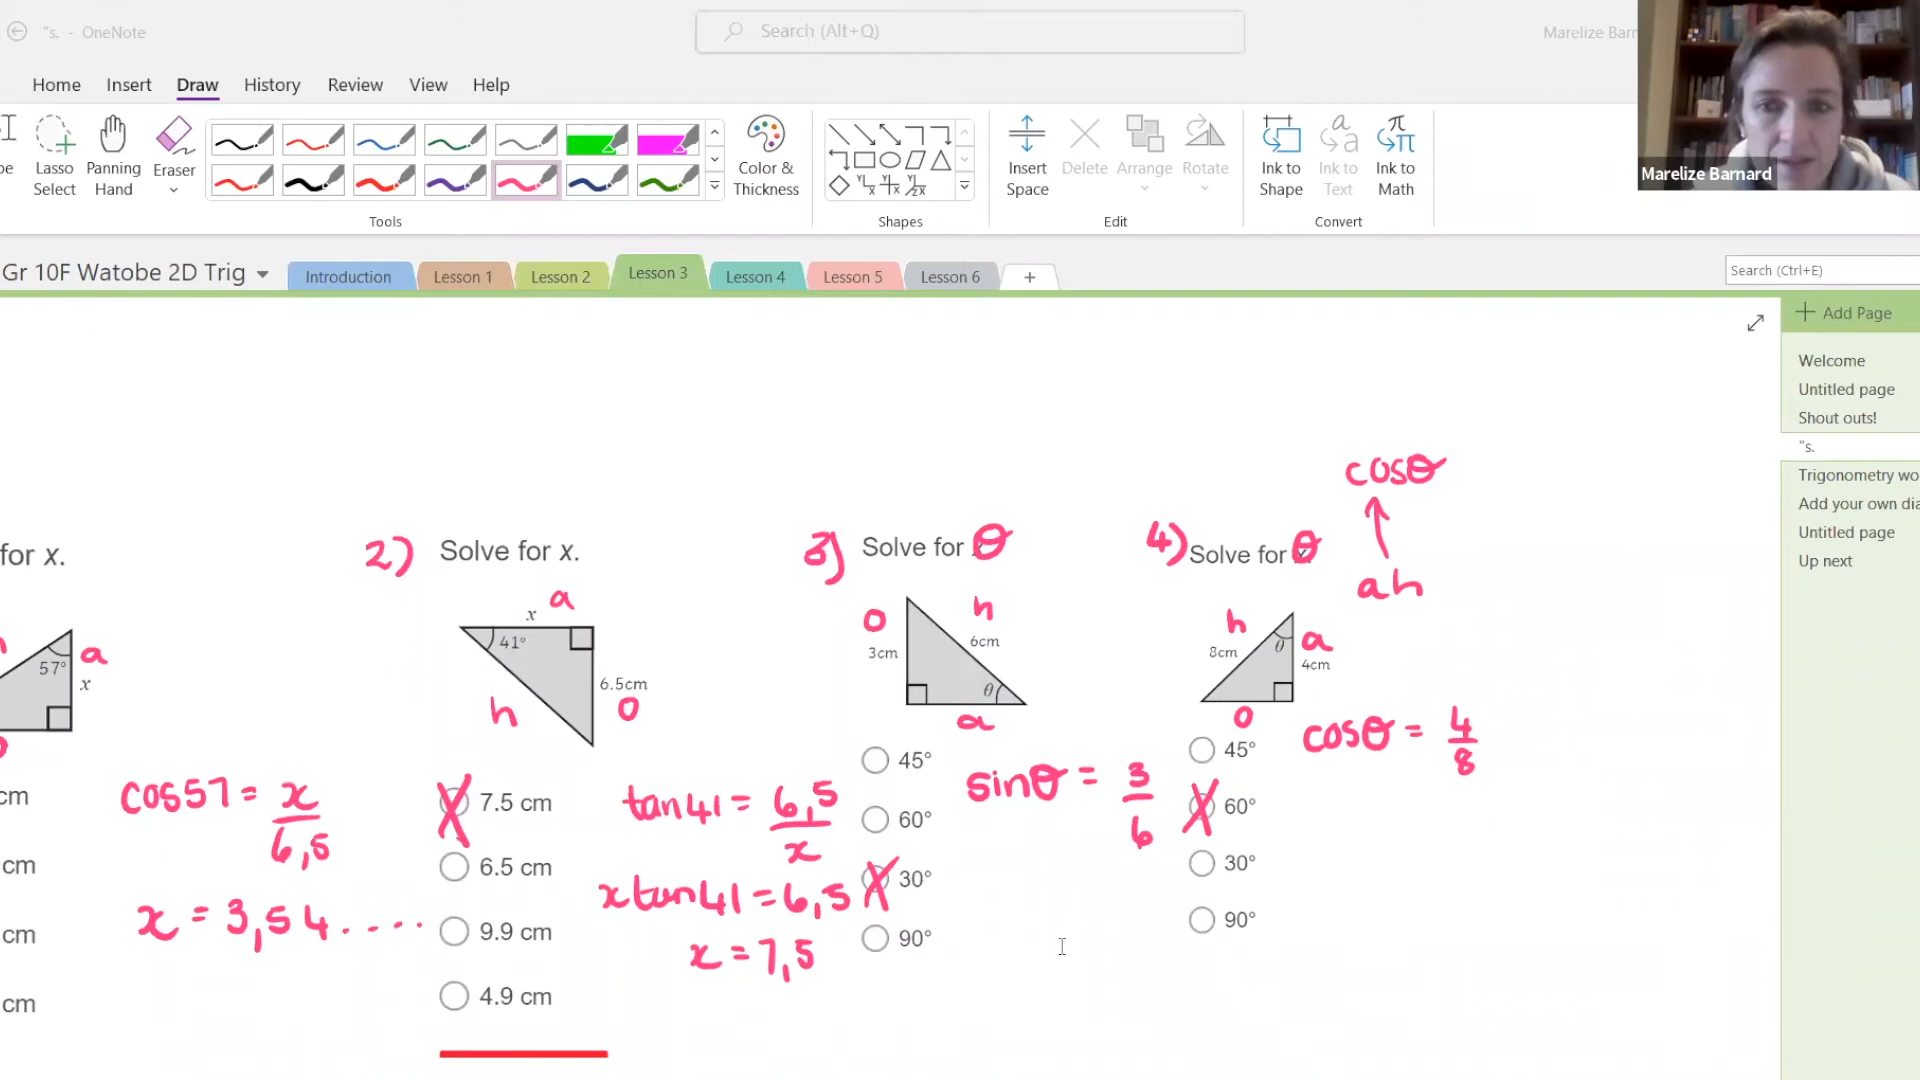 "s. - OneNote
Search (Alt+Q)
Marelize Barn
Home Insert Draw History Review View Help
Lasso Select
Panning Hand
Eraser
Color & Thickness
Insert Space
Delete
Arrange
Rotate
Ink to Shape
Ink to Text
Ink to Math
Marelize Barnard
Tools
Shapes
Edit
Convert
Gr 10F Watobe 2D Trig
Introduction
Lesson 1
Lesson 2
Lesson 3
Lesson 4
Lesson 5
Lesson 6
Search (Ctrl+E)
Add Page
Welcome
Untitled page
Shout outs!
"s.
Trigonometry wo
Add your own dia
Untitled page
Up next
for x.
57°
a
x
cm
cm
cm
cm
cos57 = x/6,5
x = 3,54.....
2) Solve for x.
x a
41°
6.5cm
h
o
7.5 cm
6.5 cm
9.9 cm
4.9 cm
tan41 = 6,5/x
x tan41 = 6,5
x = 7,5
3) Solve for θ
o
h
3cm
6cm
θ
a
45°
60°
30°
90°
sinθ = 3/6
4) Solve for θ
cosθ
↑
ah
h
8cm
θ
a
4cm
o
45°
60°
30°
90°
cosθ = 4/8